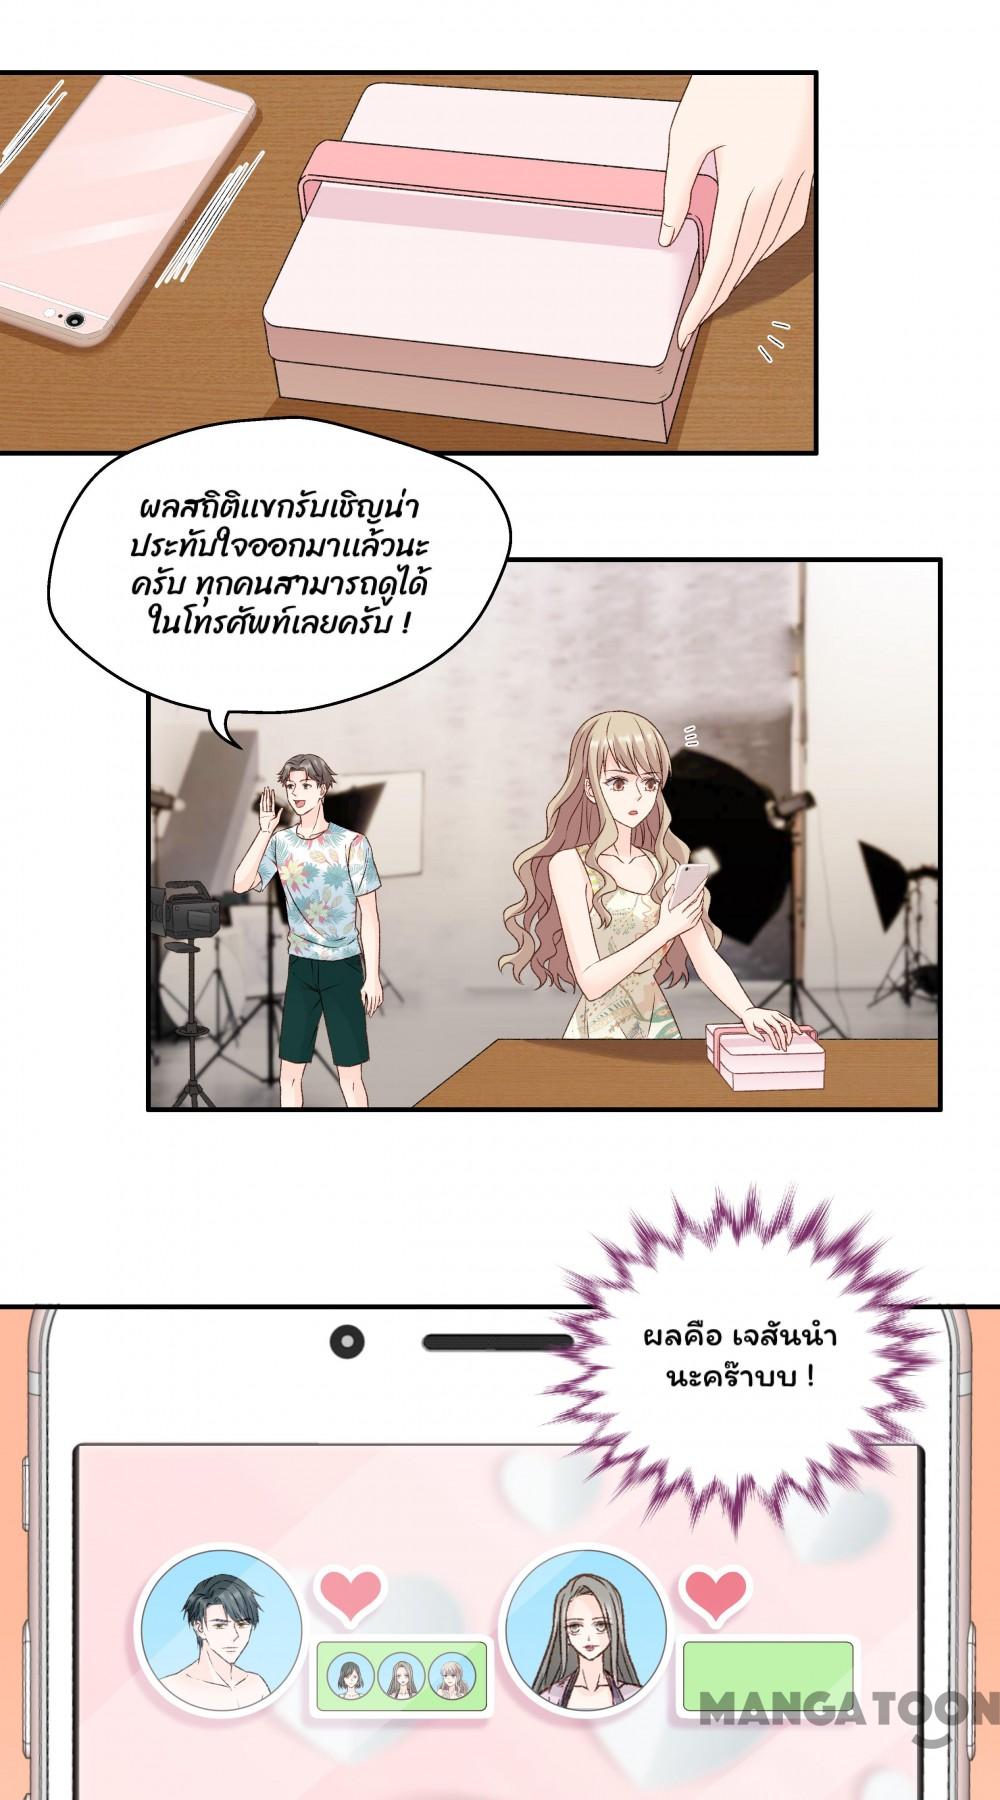 ผลสถิติแขกรับเชิญน่า
ประทับใจออกมาแล้วนะ
ครับ ทุกคนสามารถดูได้
ในโทรศัพท์เลยครับ !
ผลคือ เจสันนำ
นะคร๊าบบ !
MANGATOON